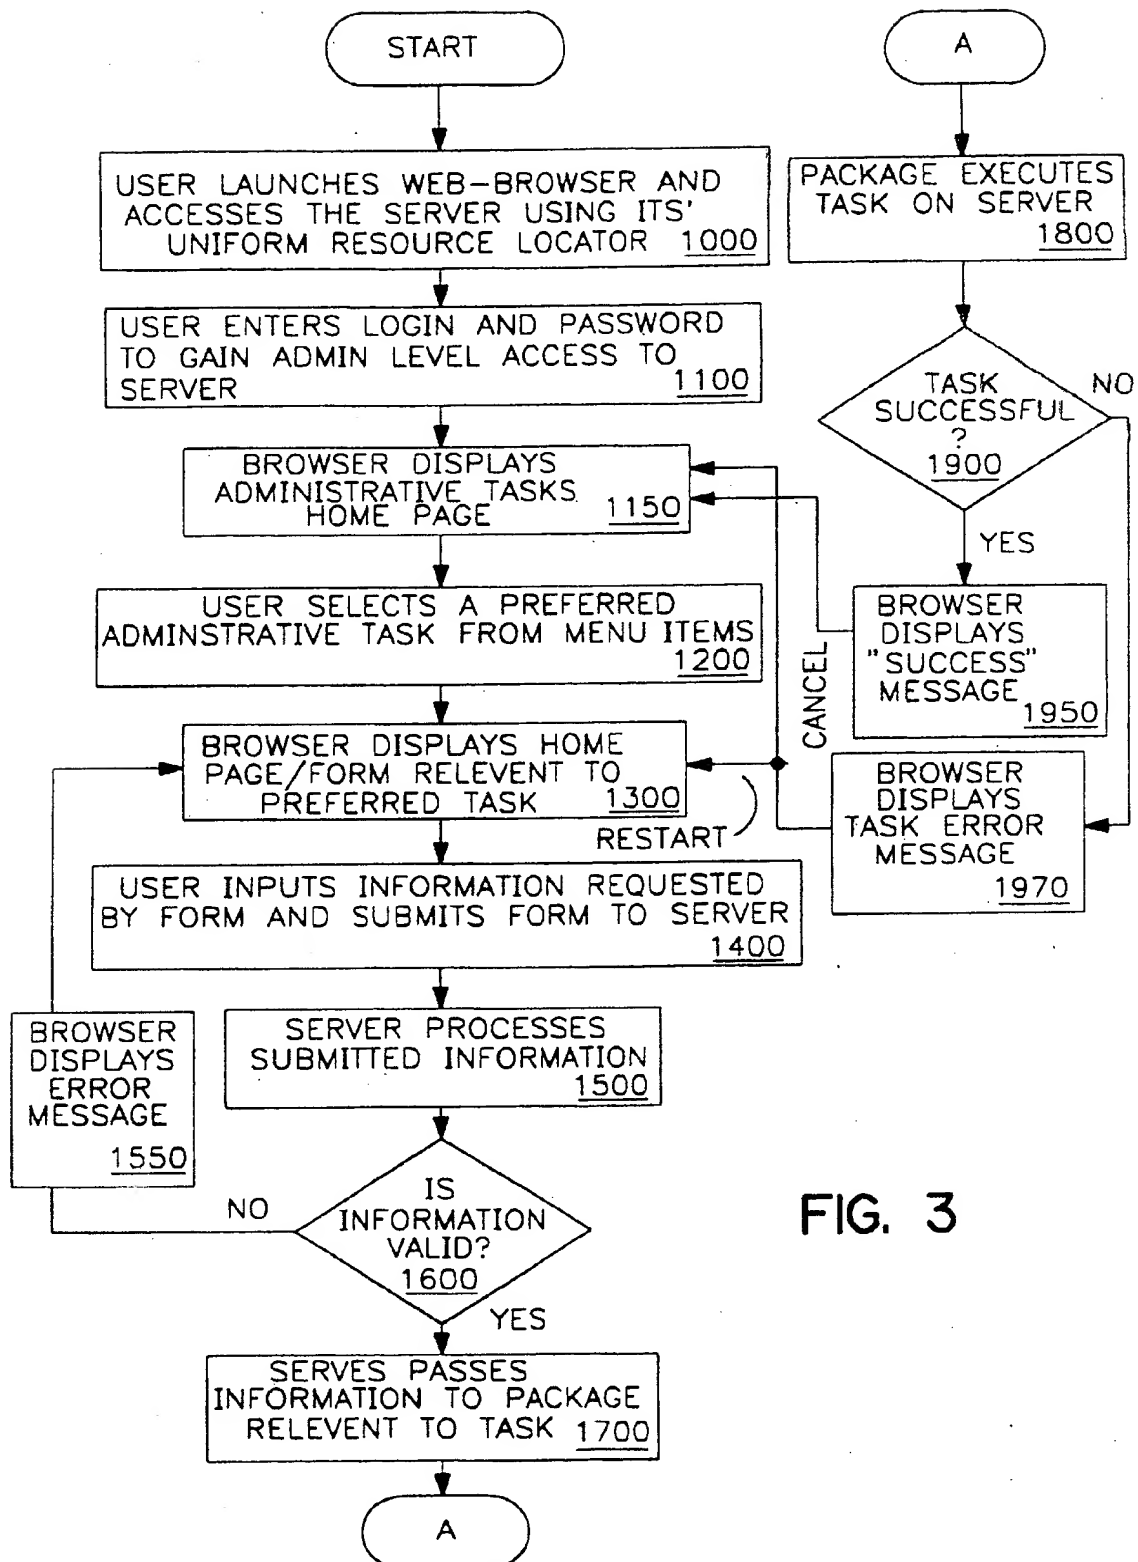 START
USER LAUNCHES WEB-BROWSER AND
ACCESSES THE SERVER USING ITS'
UNIFORM RESOURCE LOCATOR 1000
USER ENTERS LOGIN AND PASSWORD
TO GAIN ADMIN LEVEL ACCESS TO
SERVER 1100
BROWSER DISPLAYS
ADMINISTRATIVE TASKS
HOME PAGE 1150
USER SELECTS A PREFERRED
ADMINSTRATIVE TASK FROM MENU ITEMS
1200
BROWSER DISPLAYS HOME
PAGE/FORM RELEVENT TO
PREFERRED TASK 1300
USER INPUTS INFORMATION REQUESTED
BY FORM AND SUBMITS FORM TO SERVER
1400
SERVER PROCESSES
SUBMITTED INFORMATION
1500
BROWSER
DISPLAYS
ERROR
MESSAGE
1550
NO
IS
INFORMATION
VALID?
1600
YES
SERVES PASSES
INFORMATION TO PACKAGE
RELEVENT TO TASK 1700
A
A
PACKAGE EXECUTES
TASK ON SERVER
1800
TASK
SUCCESSFUL
?
1900
NO
YES
BROWSER
DISPLAYS
"SUCCESS"
MESSAGE
1950
CANCEL
BROWSER
DISPLAYS
TASK ERROR
MESSAGE
1970
RESTART
FIG. 3